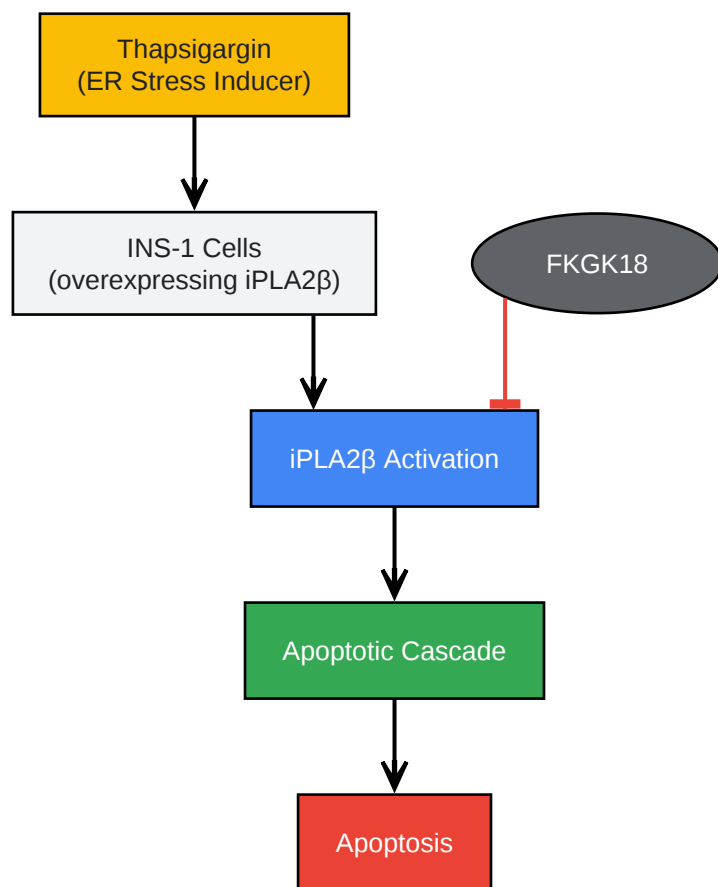 Thapsigargin
(ER Stress Inducer)
INS-1 Cells
(overexpressing iPLA2β)
FKGK18
iPLA2β Activation
Apoptotic Cascade
Apoptosis